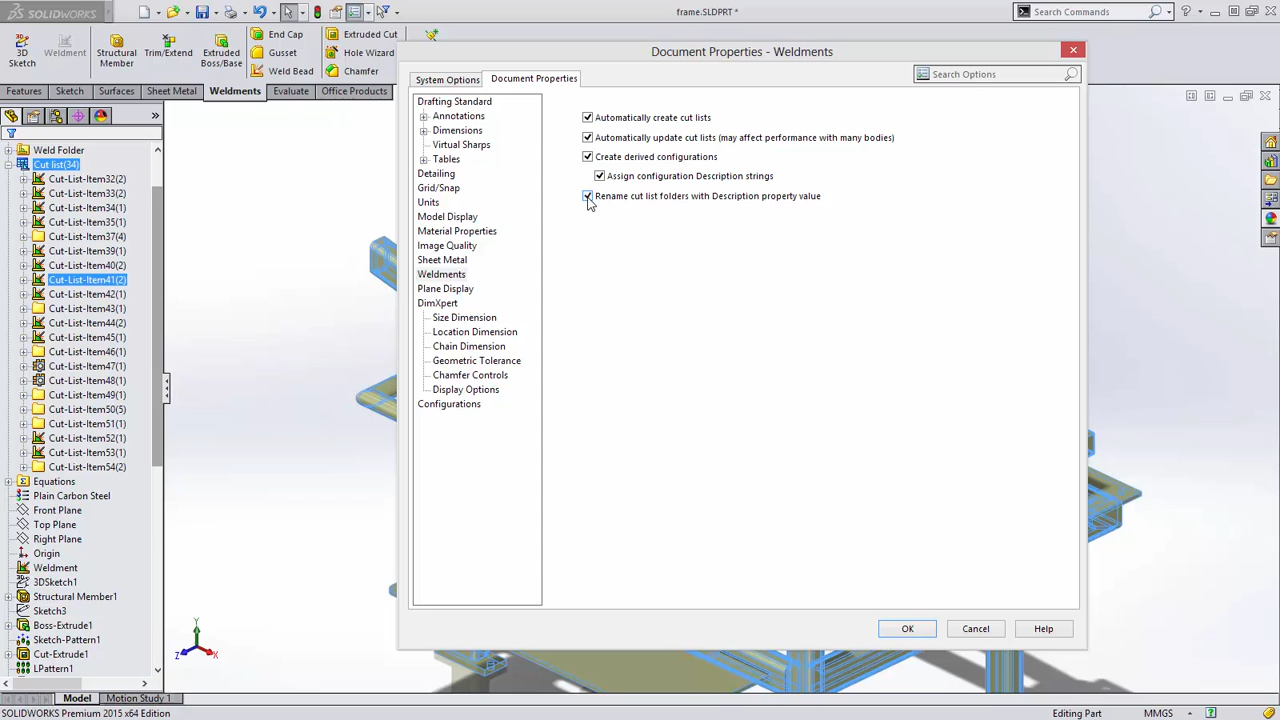 SOLIDWORKS
frame.SLDPRT *
Search Commands
3D Sketch
Weldment
Structural Member
Trim/Extend
Extruded Boss/Base
End Cap
Gusset
Weld Bead
Extruded Cut
Hole Wizard
Chamfer
Features
Sketch
Surfaces
Sheet Metal
Weldments
Evaluate
Office Products
Weld Folder
Cut list(34)
Cut-List-Item32(2)
Cut-List-Item33(2)
Cut-List-Item34(1)
Cut-List-Item35(1)
Cut-List-Item37(4)
Cut-List-Item39(1)
Cut-List-Item40(2)
Cut-List-Item41(2)
Cut-List-Item42(1)
Cut-List-Item43(1)
Cut-List-Item44(2)
Cut-List-Item45(1)
Cut-List-Item46(1)
Cut-List-Item47(1)
Cut-List-Item48(1)
Cut-List-Item49(1)
Cut-List-Item50(5)
Cut-List-Item51(1)
Cut-List-Item52(1)
Cut-List-Item53(1)
Cut-List-Item54(2)
Equations
Plain Carbon Steel
Front Plane
Top Plane
Right Plane
Origin
Weldment
3DSketch1
Structural Member1
Sketch3
Boss-Extrude1
Sketch-Pattern1
Cut-Extrude1
LPattern1
Document Properties - Weldments
System Options
Document Properties
Search Options
Drafting Standard
Annotations
Dimensions
Virtual Sharps
Tables
Detailing
Grid/Snap
Units
Model Display
Material Properties
Image Quality
Sheet Metal
Weldments
Plane Display
DimXpert
Size Dimension
Location Dimension
Chain Dimension
Geometric Tolerance
Chamfer Controls
Display Options
Configurations
Automatically create cut lists
Automatically update cut lists (may affect performance with many bodies)
Create derived configurations
Assign configuration Description strings
Rename cut list folders with Description property value
OK
Cancel
Help
Y
Z
X
Model
Motion Study 1
SOLIDWORKS Premium 2015 x64 Edition
Editing Part
MMGS